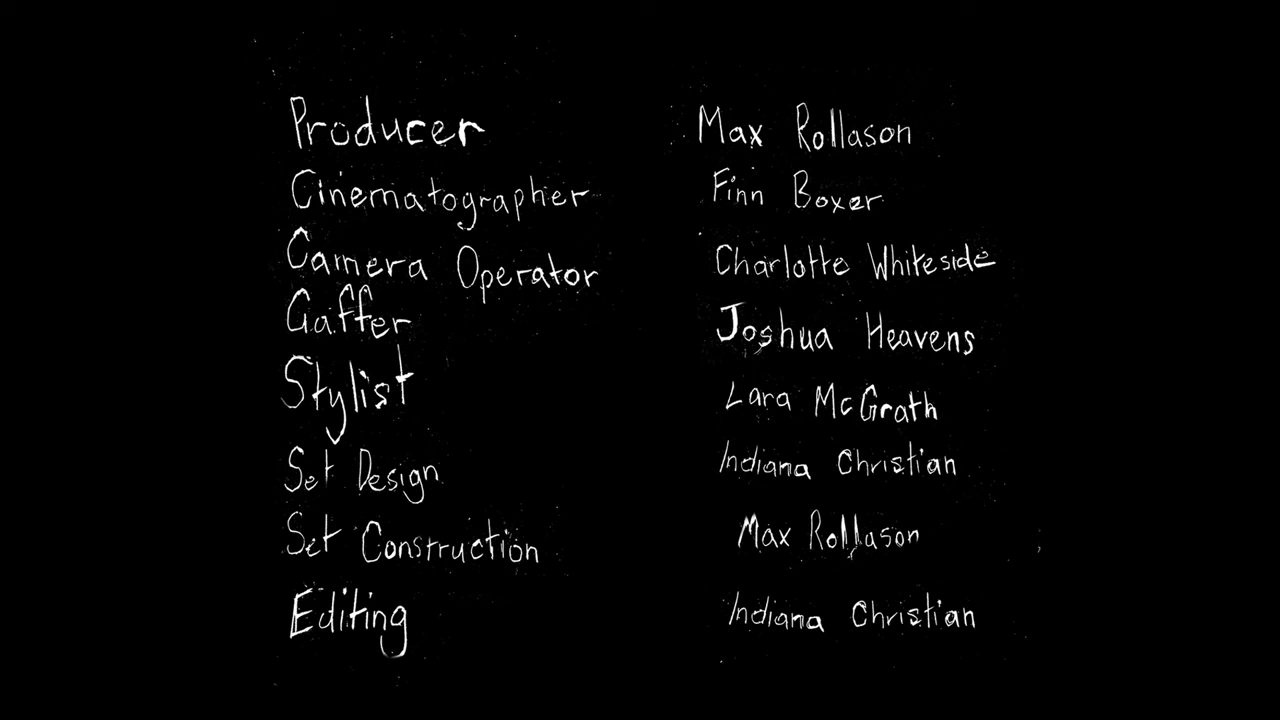 Producer Max Rollason
Cinematographer Finn Boxer
Camera Operator Charlotte Whiteside
Gaffer Joshua Heavens
Stylist Lara McGrath
Set Design Indiana Christian
Set Construction Max Rollason
Editing Indiana Christian